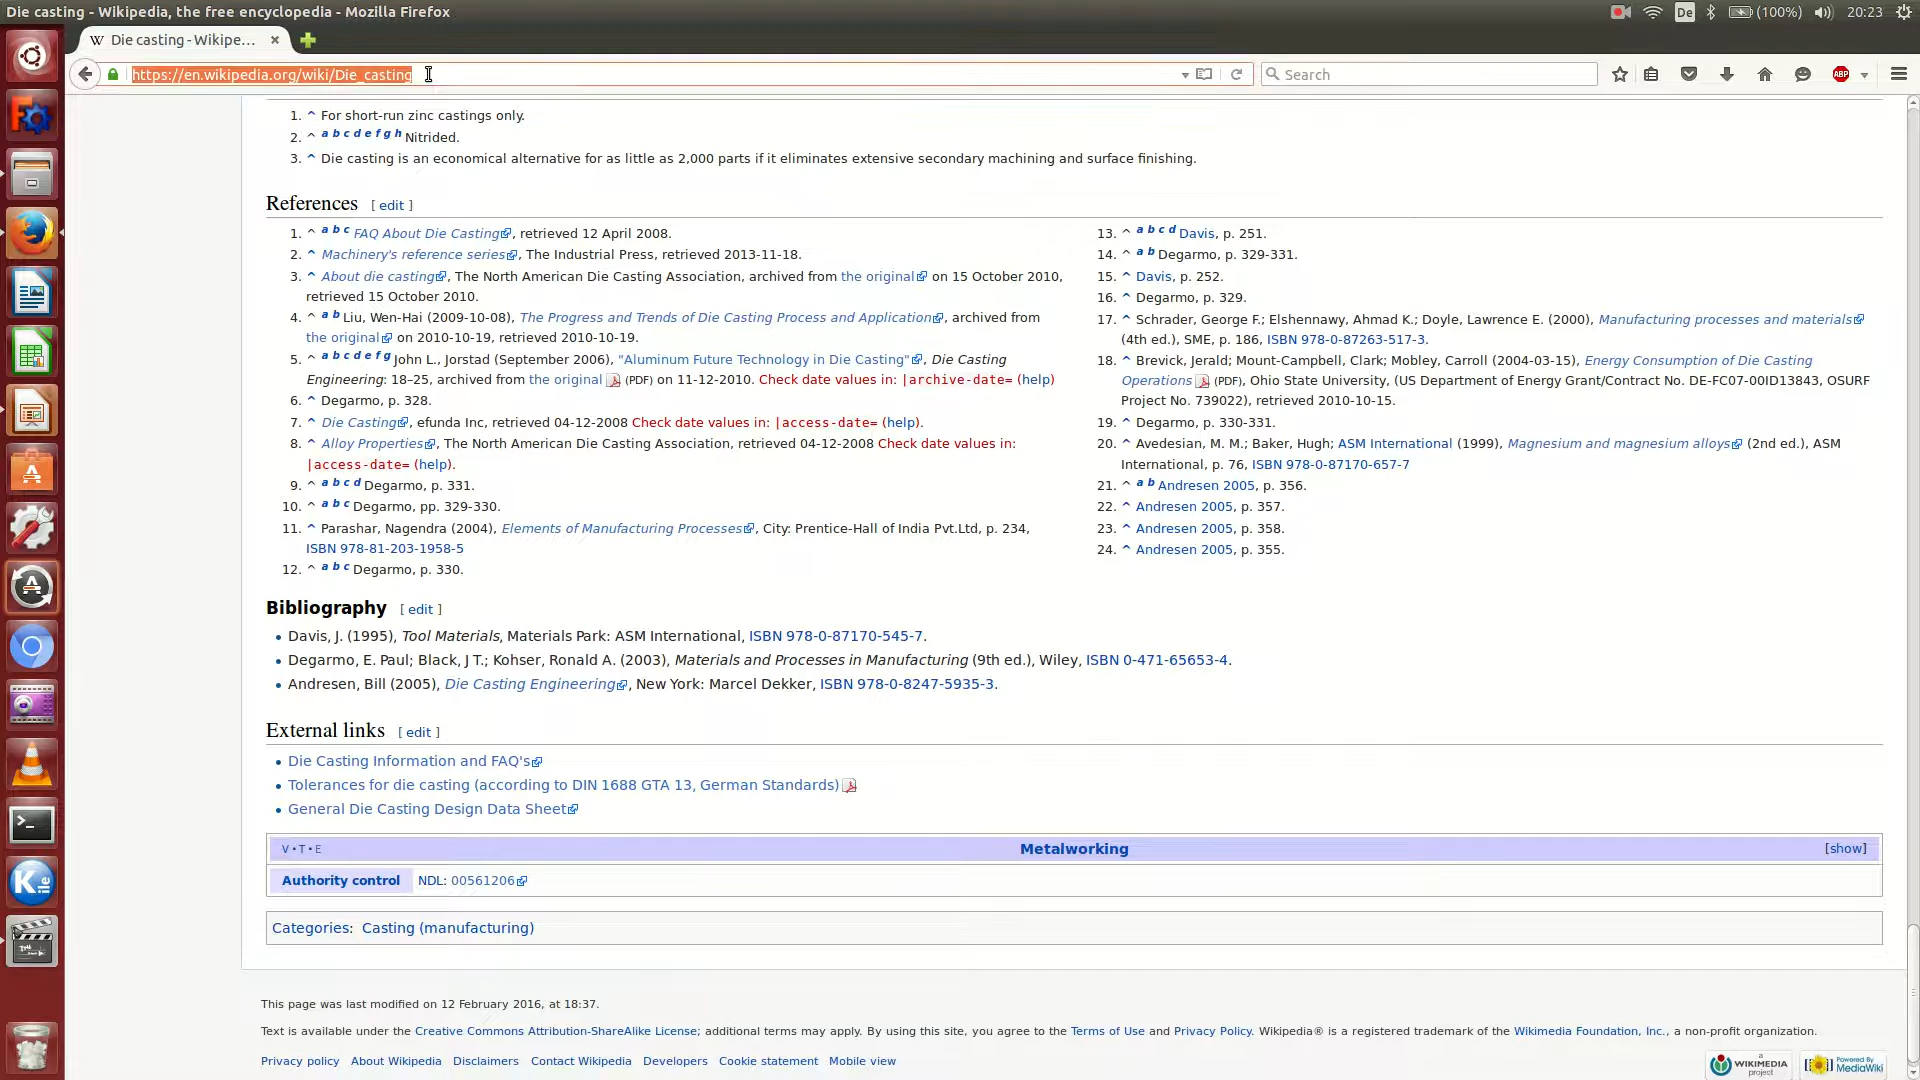 Die casting - Wikipedia, the free encyclopedia - Mozilla Firefox
De
(100%)
20:23
W Die casting - Wikipe...
https://en.wikipedia.org/wiki/Die_casting
Search
ABP
1. ^ For short-run zinc castings only.
2. ^ a b c d e f g h Nitrided.
3. ^ Die casting is an economical alternative for as little as 2,000 parts if it eliminates extensive secondary machining and surface finishing.
References [ edit ]
1. ^ a b c FAQ About Die Casting, retrieved 12 April 2008.
2. ^ Machinery's reference series, The Industrial Press, retrieved 2013-11-18.
3. ^ About die casting, The North American Die Casting Association, archived from the original on 15 October 2010,
retrieved 15 October 2010.
4. ^ a b Liu, Wen-Hai (2009-10-08), The Progress and Trends of Die Casting Process and Application, archived from
the original on 2010-10-19, retrieved 2010-10-19.
5. ^ a b c d e f g John L., Jorstad (September 2006), "Aluminum Future Technology in Die Casting", Die Casting
Engineering: 18–25, archived from the original (PDF) on 11-12-2010. Check date values in: |archive-date= (help)
6. ^ Degarmo, p. 328.
7. ^ Die Casting, efunda Inc, retrieved 04-12-2008 Check date values in: |access-date= (help).
8. ^ Alloy Properties, The North American Die Casting Association, retrieved 04-12-2008 Check date values in:
|access-date= (help).
9. ^ a b c d Degarmo, p. 331.
10. ^ a b c Degarmo, pp. 329-330.
11. ^ Parashar, Nagendra (2004), Elements of Manufacturing Processes, City: Prentice-Hall of India Pvt.Ltd, p. 234,
ISBN 978-81-203-1958-5
12. ^ a b c Degarmo, p. 330.
13. ^ a b c d Davis, p. 251.
14. ^ a b Degarmo, p. 329-331.
15. ^ Davis, p. 252.
16. ^ Degarmo, p. 329.
17. ^ Schrader, George F.; Elshennawy, Ahmad K.; Doyle, Lawrence E. (2000), Manufacturing processes and materials
(4th ed.), SME, p. 186, ISBN 978-0-87263-517-3.
18. ^ Brevick, Jerald; Mount-Campbell, Clark; Mobley, Carroll (2004-03-15), Energy Consumption of Die Casting
Operations (PDF), Ohio State University, (US Department of Energy Grant/Contract No. DE-FC07-00ID13843, OSURF
Project No. 739022), retrieved 2010-10-15.
19. ^ Degarmo, p. 330-331.
20. ^ Avedesian, M. M.; Baker, Hugh; ASM International (1999), Magnesium and magnesium alloys (2nd ed.), ASM
International, p. 76, ISBN 978-0-87170-657-7
21. ^ a b Andresen 2005, p. 356.
22. ^ Andresen 2005, p. 357.
23. ^ Andresen 2005, p. 358.
24. ^ Andresen 2005, p. 355.
Bibliography [ edit ]
• Davis, J. (1995), Tool Materials, Materials Park: ASM International, ISBN 978-0-87170-545-7.
• Degarmo, E. Paul; Black, J T.; Kohser, Ronald A. (2003), Materials and Processes in Manufacturing (9th ed.), Wiley, ISBN 0-471-65653-4.
• Andresen, Bill (2005), Die Casting Engineering, New York: Marcel Dekker, ISBN 978-0-8247-5935-3.
External links [ edit ]
• Die Casting Information and FAQ's
• Tolerances for die casting (according to DIN 1688 GTA 13, German Standards)
• General Die Casting Design Data Sheet
V • T • E
Metalworking
[show]
Authority control
NDL: 00561206
Categories: Casting (manufacturing)
This page was last modified on 12 February 2016, at 18:37.
Text is available under the Creative Commons Attribution-ShareAlike License; additional terms may apply. By using this site, you agree to the Terms of Use and Privacy Policy. Wikipedia® is a registered trademark of the Wikimedia Foundation, Inc., a non-profit organization.
Privacy policy About Wikipedia Disclaimers Contact Wikipedia Developers Cookie statement Mobile view
a
WIKIMEDIA
project
Powered By
MediaWiki